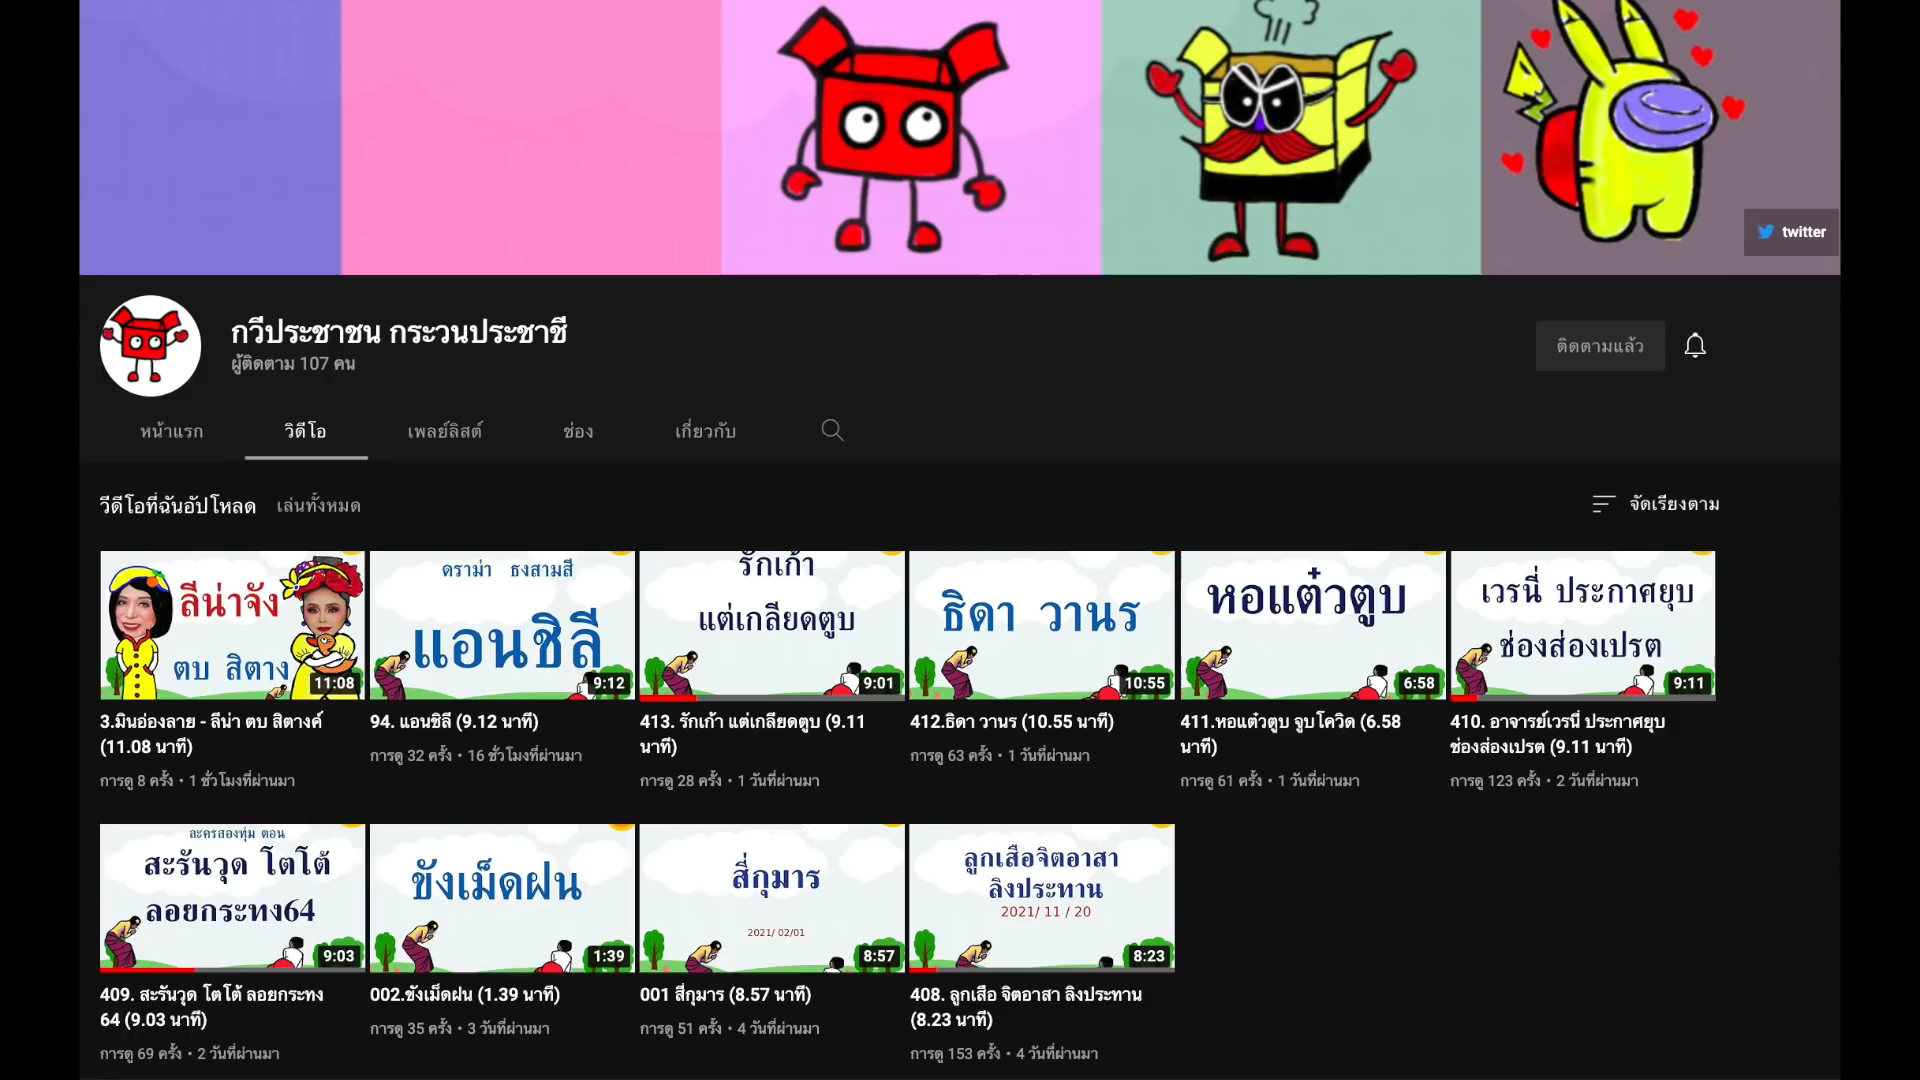 twitter
กวีประชาชน กระวนประชาชี
ผู้ติดตาม 107 คน
ติดตามแล้ว
หน้าแรก
วิดีโอ
เพลย์ลิสต์
ช่อง
เกี่ยวกับ
วิดีโอที่ฉันอัปโหลด
เล่นทั้งหมด
จัดเรียงตาม
ลีน่าจัง
ตบ สิตาง
11:08
ดราม่า ธงสามสี
แอนชิลี
9:12
รักเก้า
แต่เกลียดตูบ
9:01
ธิดา วานร
10:55
หอแต๋วตูบ
6:58
เวรนี่ ประกาศยุบ
ช่องส่องเปรต
9:11
3.มินอ่องลาย - ลีน่า ตบ สิตางค์
(11.08 นาที)
การดู 8 ครั้ง • 1 ชั่วโมงที่ผ่านมา
94. แอนชิลี (9.12 นาที)
การดู 32 ครั้ง • 16 ชั่วโมงที่ผ่านมา
413. รักเก้า แต่เกลียดตูบ (9.11
นาที)
การดู 28 ครั้ง • 1 วันที่ผ่านมา
412.ธิดา วานร (10.55 นาที)
การดู 63 ครั้ง • 1 วันที่ผ่านมา
411.หอแต๋วตูบ จูบโควิด (6.58
นาที)
การดู 61 ครั้ง • 1 วันที่ผ่านมา
410. อาจารย์เวรนี่ ประกาศยุบ
ช่องส่องเปรต (9.11 นาที)
การดู 123 ครั้ง • 2 วันที่ผ่านมา
ละครสองทุ่ม ตอน
สะรันวุด โตโต้
ลอยกระทง64
9:03
ขังเม็ดฝน
1:39
สี่กุมาร
2021/ 02/01
8:57
ลูกเสือจิตอาสา
ลิงประทาน
2021/ 11 / 20
8:23
409. สะรันวุด โตโต้ ลอยกระทง
64 (9.03 นาที)
การดู 69 ครั้ง • 2 วันที่ผ่านมา
002.ขังเม็ดฝน (1.39 นาที)
การดู 35 ครั้ง • 3 วันที่ผ่านมา
001 สี่กุมาร (8.57 นาที)
การดู 51 ครั้ง • 4 วันที่ผ่านมา
408. ลูกเสือ จิตอาสา ลิงประทาน
(8.23 นาที)
การดู 153 ครั้ง • 4 วันที่ผ่านมา